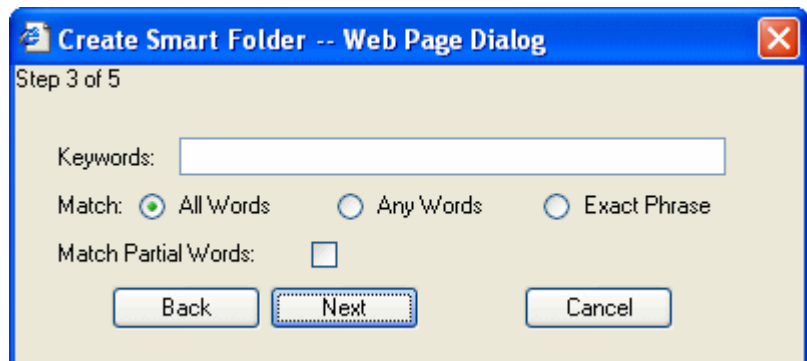 Create Smart Folder -- Web Page Dialog
Step 3 of 5
Keywords:
Match: All Words Any Words Exact Phrase
Match Partial Words:
Back Next Cancel